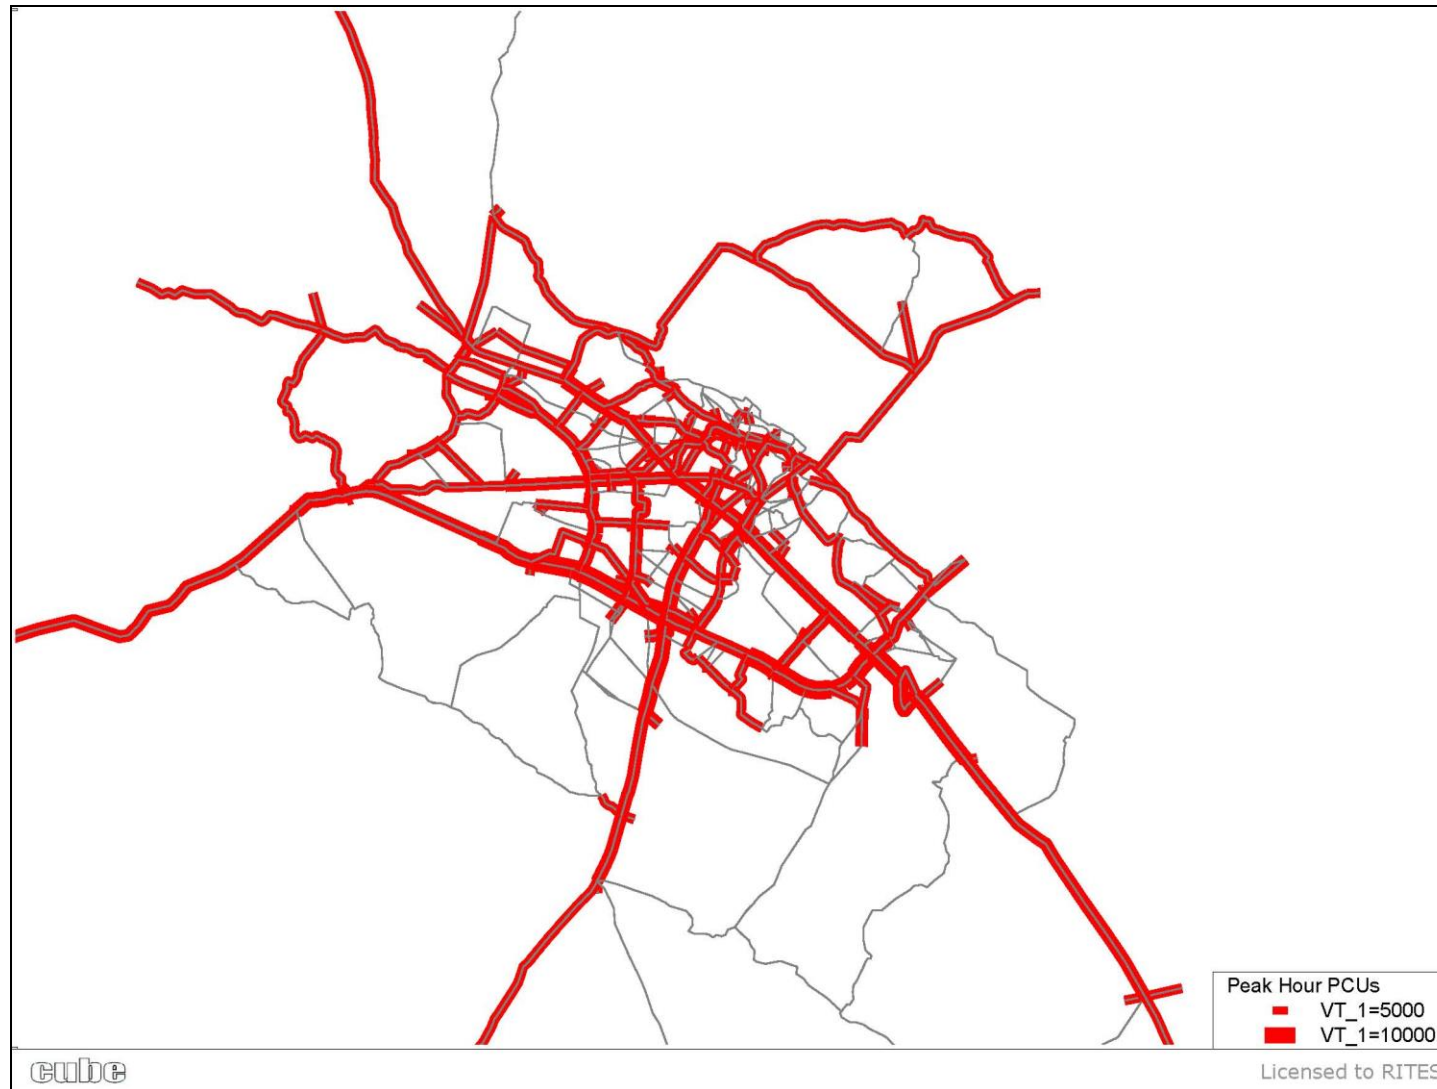 Peak Hour PCUs
VT_1=5000
VT_1=10000
cube
Licensed to RITES